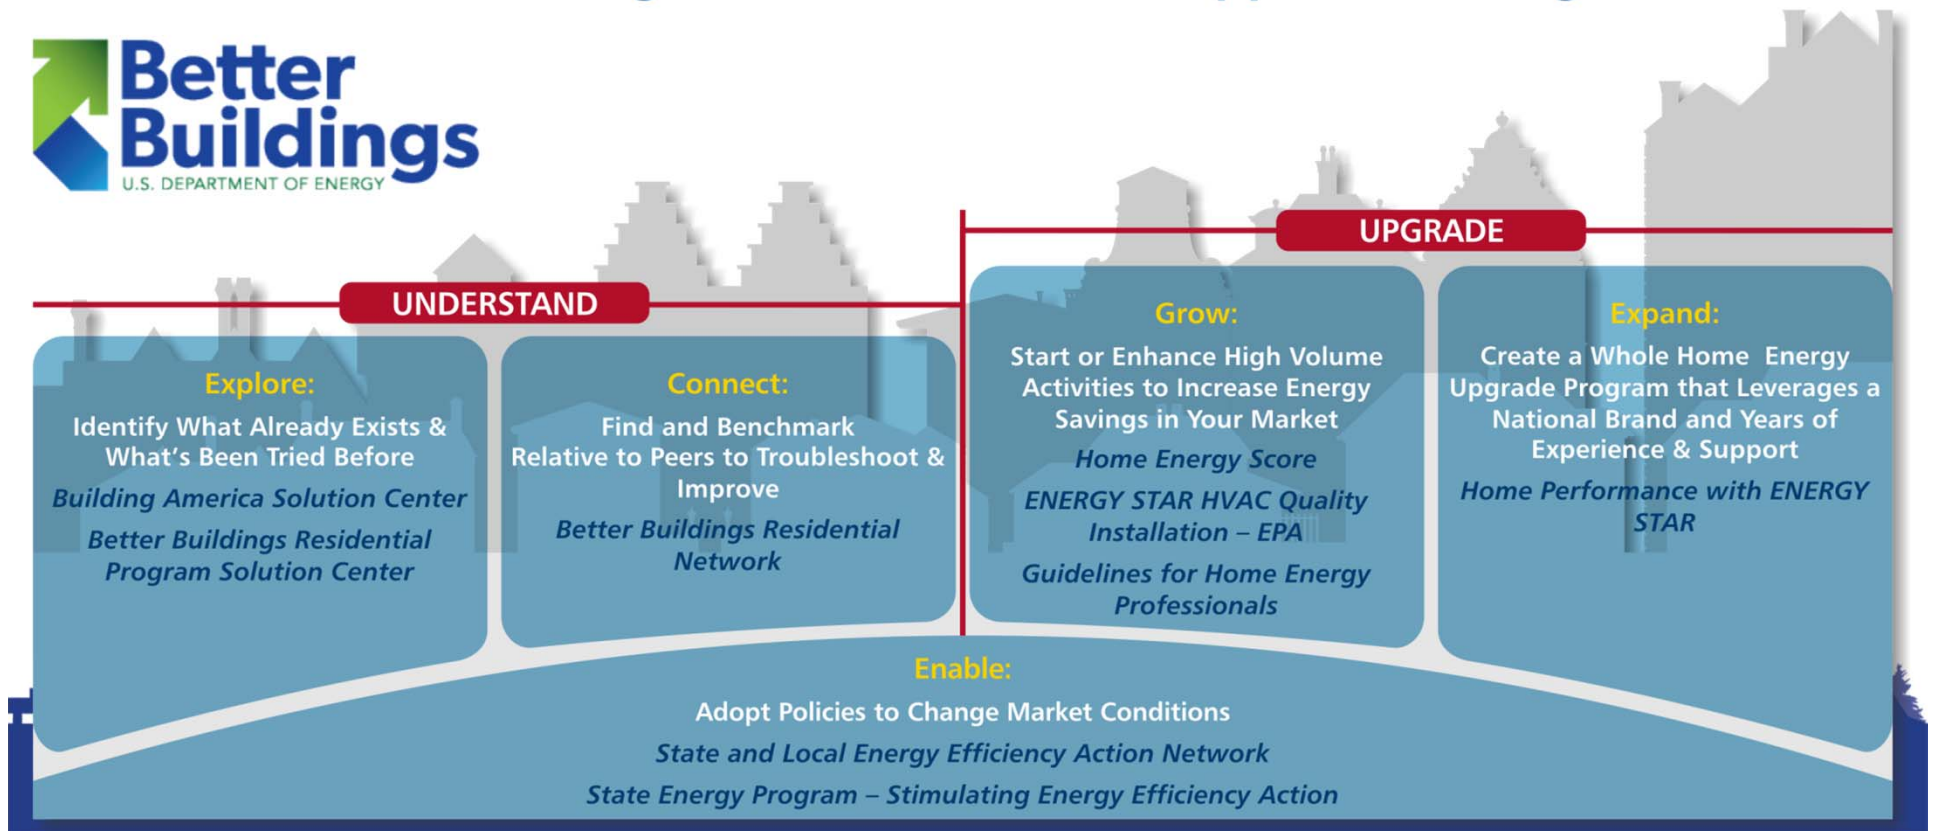 Better
Buildings
U.S. DEPARTMENT OF ENERGY
UNDERSTAND
UPGRADE
Explore:
Identify What Already Exists &
What's Been Tried Before
Building America Solution Center
Better Buildings Residential
Program Solution Center
Connect:
Find and Benchmark
Relative to Peers to Troubleshoot &
Improve
Better Buildings Residential
Network
Grow:
Start or Enhance High Volume
Activities to Increase Energy
Savings in Your Market
Home Energy Score
ENERGY STAR HVAC Quality
Installation – EPA
Guidelines for Home Energy
Professionals
Expand:
Create a Whole Home Energy
Upgrade Program that Leverages a
National Brand and Years of
Experience & Support
Home Performance with ENERGY
STAR
Enable:
Adopt Policies to Change Market Conditions
State and Local Energy Efficiency Action Network
State Energy Program – Stimulating Energy Efficiency Action